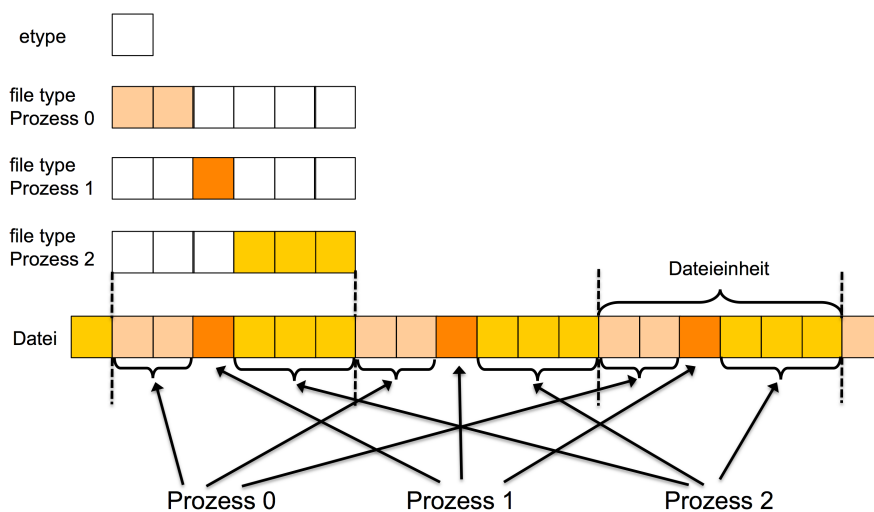 etype
file type
Prozess 0
file type
Prozess 1
file type
Prozess 2
Dateieinheit
Datei
Prozess 0
Prozess 1
Prozess 2